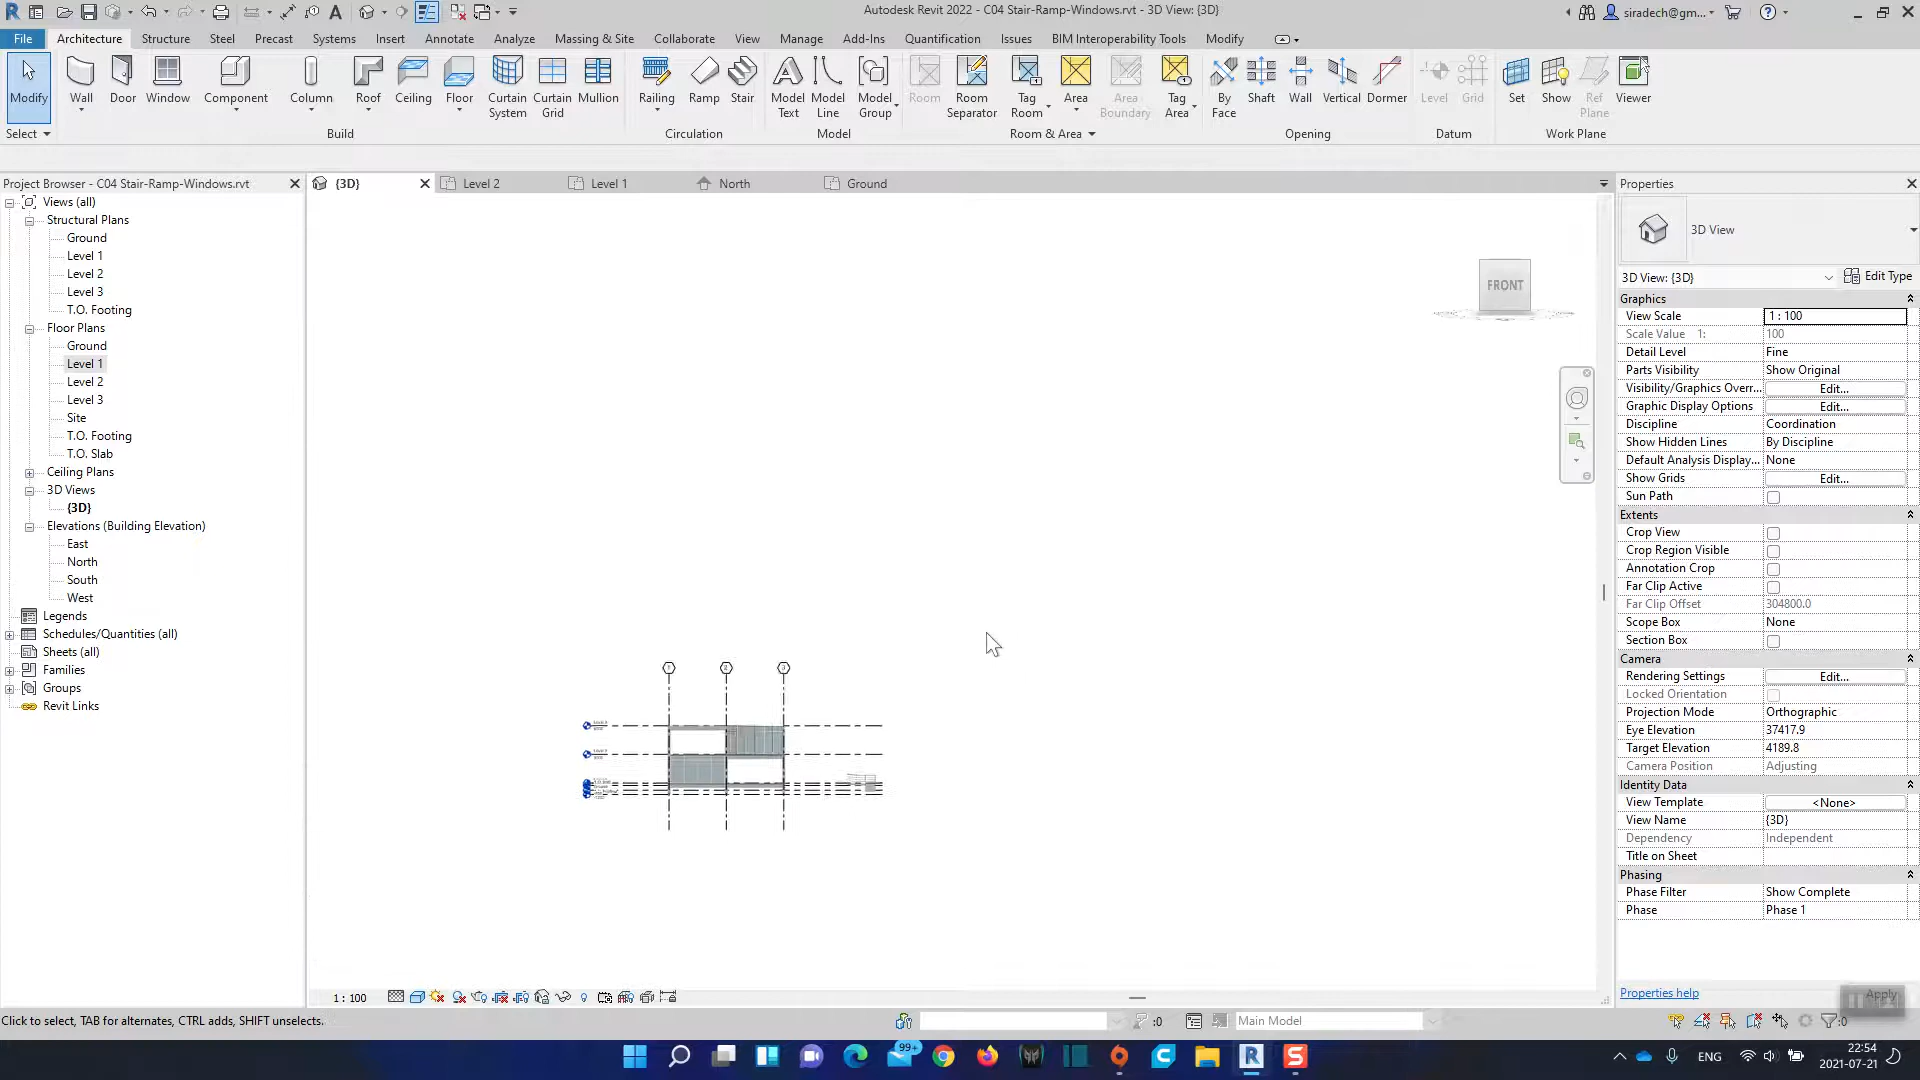 Autodesk Revit 2022 - C04 Stair-Ramp-Windows.rvt - 3D View: {3D}
siradech@gm...
File Architecture Structure Steel Precast Systems Insert Annotate Analyze Massing & Site Collaborate View Manage Add-Ins Quantification Issues BIM Interoperability Tools Modify
Modify Wall Door Window Component Column Roof Ceiling Floor Curtain System Curtain Grid Mullion Railing Ramp Stair Model Text Model Line Model Group Room Room Separator Tag Room Area Area Boundary Tag Area By Face Shaft Wall Vertical Dormer Level Grid Set Show Ref Plane Viewer
Select Build Circulation Model Room & Area Opening Datum Work Plane
Project Browser - C04 Stair-Ramp-Windows.rvt
{3D} Level 2 Level 1 North Ground
Properties
Views (all)
Structural Plans
Ground
Level 1
Level 2
Level 3
T.O. Footing
Floor Plans
Ground
Level 1
Level 2
Level 3
Site
T.O. Footing
T.O. Slab
Ceiling Plans
3D Views
{3D}
Elevations (Building Elevation)
East
North
South
West
Legends
Schedules/Quantities (all)
Sheets (all)
Families
Groups
Revit Links
FRONT
3D View
3D View: {3D} Edit Type
Graphics
View Scale 1 : 100
Scale Value 1: 100
Detail Level Fine
Parts Visibility Show Original
Visibility/Graphics Overr... Edit...
Graphic Display Options Edit...
Discipline Coordination
Show Hidden Lines By Discipline
Default Analysis Display... None
Show Grids Edit...
Sun Path
Extents
Crop View
Crop Region Visible
Annotation Crop
Far Clip Active
Far Clip Offset 304800.0
Scope Box None
Section Box
Camera
Rendering Settings Edit...
Locked Orientation
Projection Mode Orthographic
Eye Elevation 37417.9
Target Elevation 4189.8
Camera Position Adjusting
Identity Data
View Template <None>
View Name {3D}
Dependency Independent
Title on Sheet
Phasing
Phase Filter Show Complete
Phase Phase 1
Properties help Apply
1 : 100
Click to select, TAB for alternates, CTRL adds, SHIFT unselects.
:0 Main Model :0
99+
ENG 22:54
2021-07-21